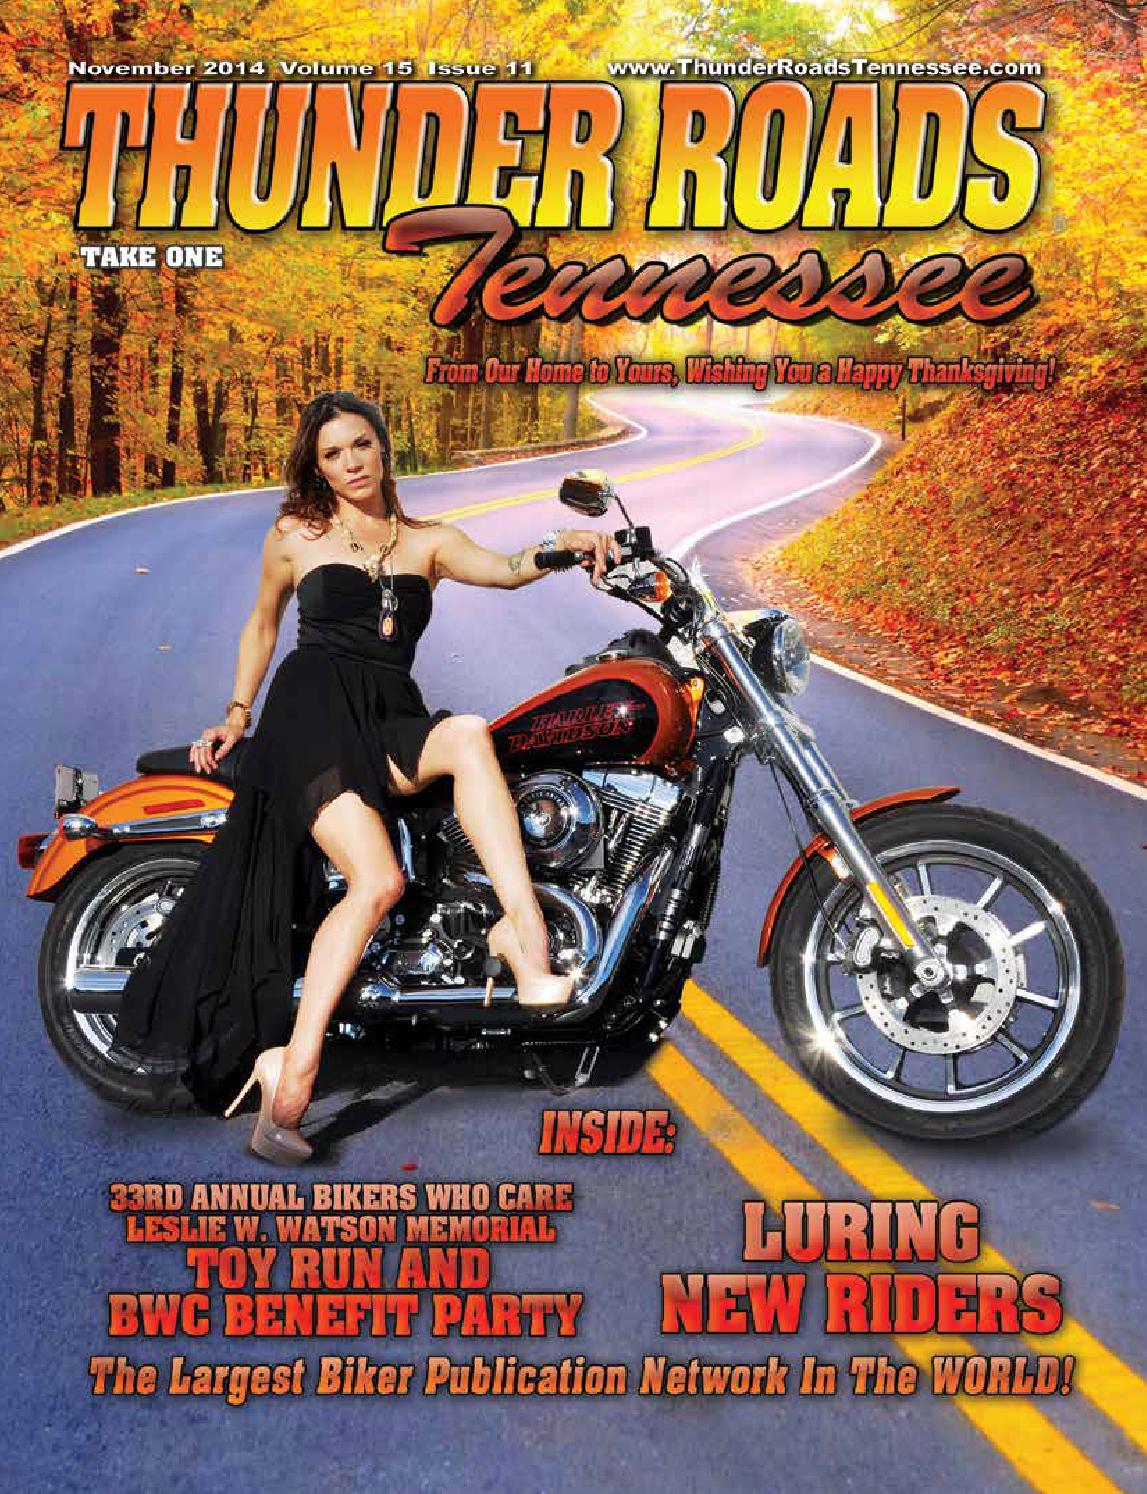 November 2014 Volume 15 Issue 11 www.ThunderRoadsTennessee.com
THUNDER ROADS
®
TAKE ONE
Tennessee
From Our Home to Yours, Wishing You a Happy Thanksgiving!
HARLEY-
DAVIDSON
INSIDE:
33RD ANNUAL BIKERS WHO CARE
LESLIE W. WATSON MEMORIAL
TOY RUN AND
BWC BENEFIT PARTY
LURING
NEW RIDERS
The Largest Biker Publication Network In The WORLD!